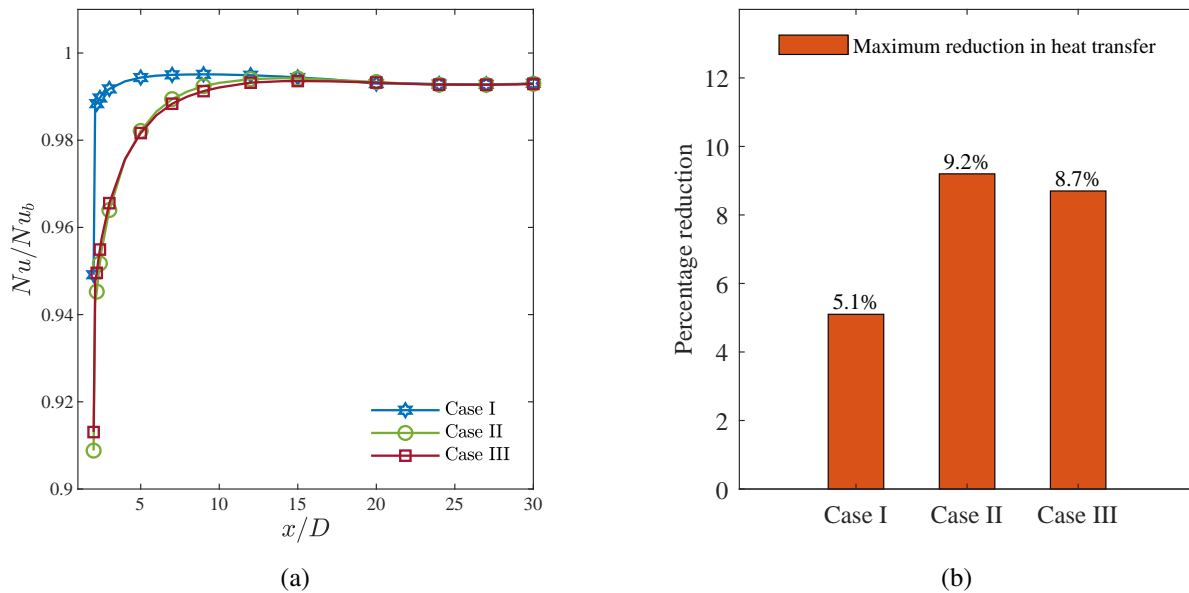 1
0.98
0.96
0.94
0.92
0.9
Nu/Nu_b
5 10 15 20 25 30
x/D
Case I
Case II
Case III
(a)
Maximum reduction in heat transfer
12
10
8
6
4
2
0
Percentage reduction
5.1%
9.2%
8.7%
Case I Case II Case III
(b)